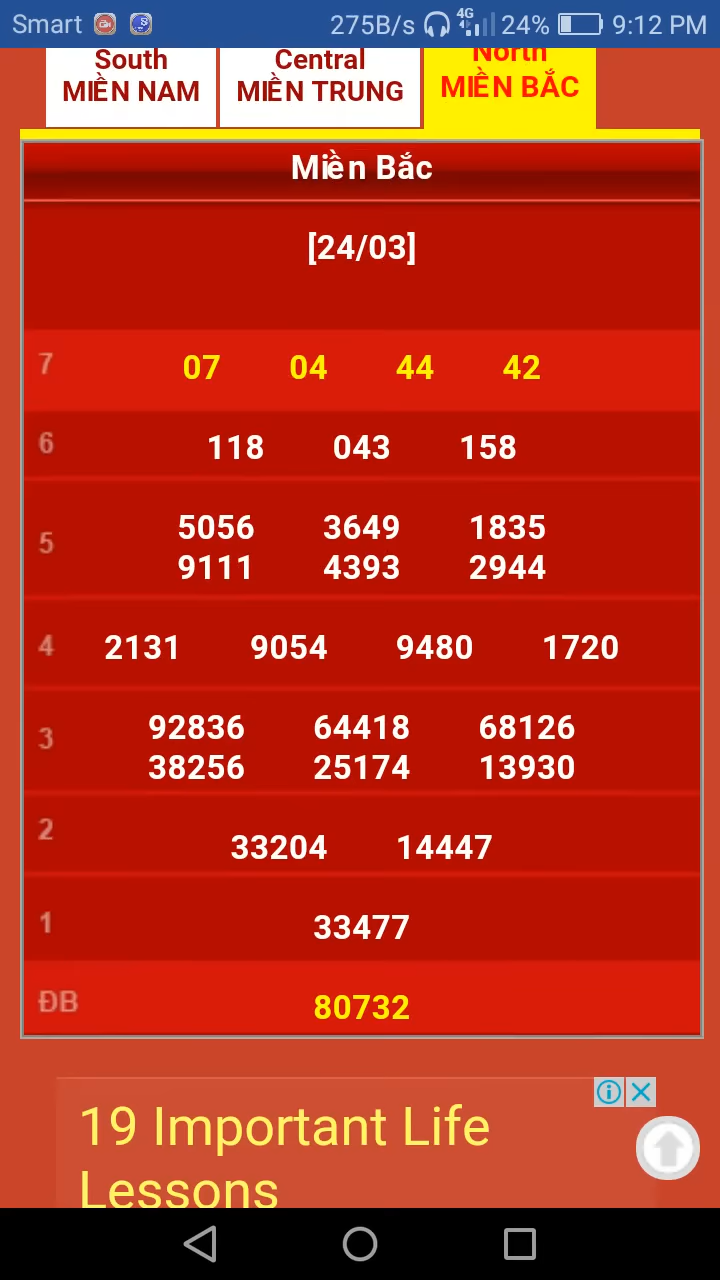 Smart 275B/s 4G 24% 9:12 PM
South Central North
MIỀN NAM MIỀN TRUNG MIỀN BẮC
Miền Bắc
[24/03]
7 07 04 44 42
6 118 043 158
5 5056 3649 1835
9111 4393 2944
4 2131 9054 9480 1720
3 92836 64418 68126
38256 25174 13930
2 33204 14447
1 33477
ĐB 80732
19 Important Life
Lessons